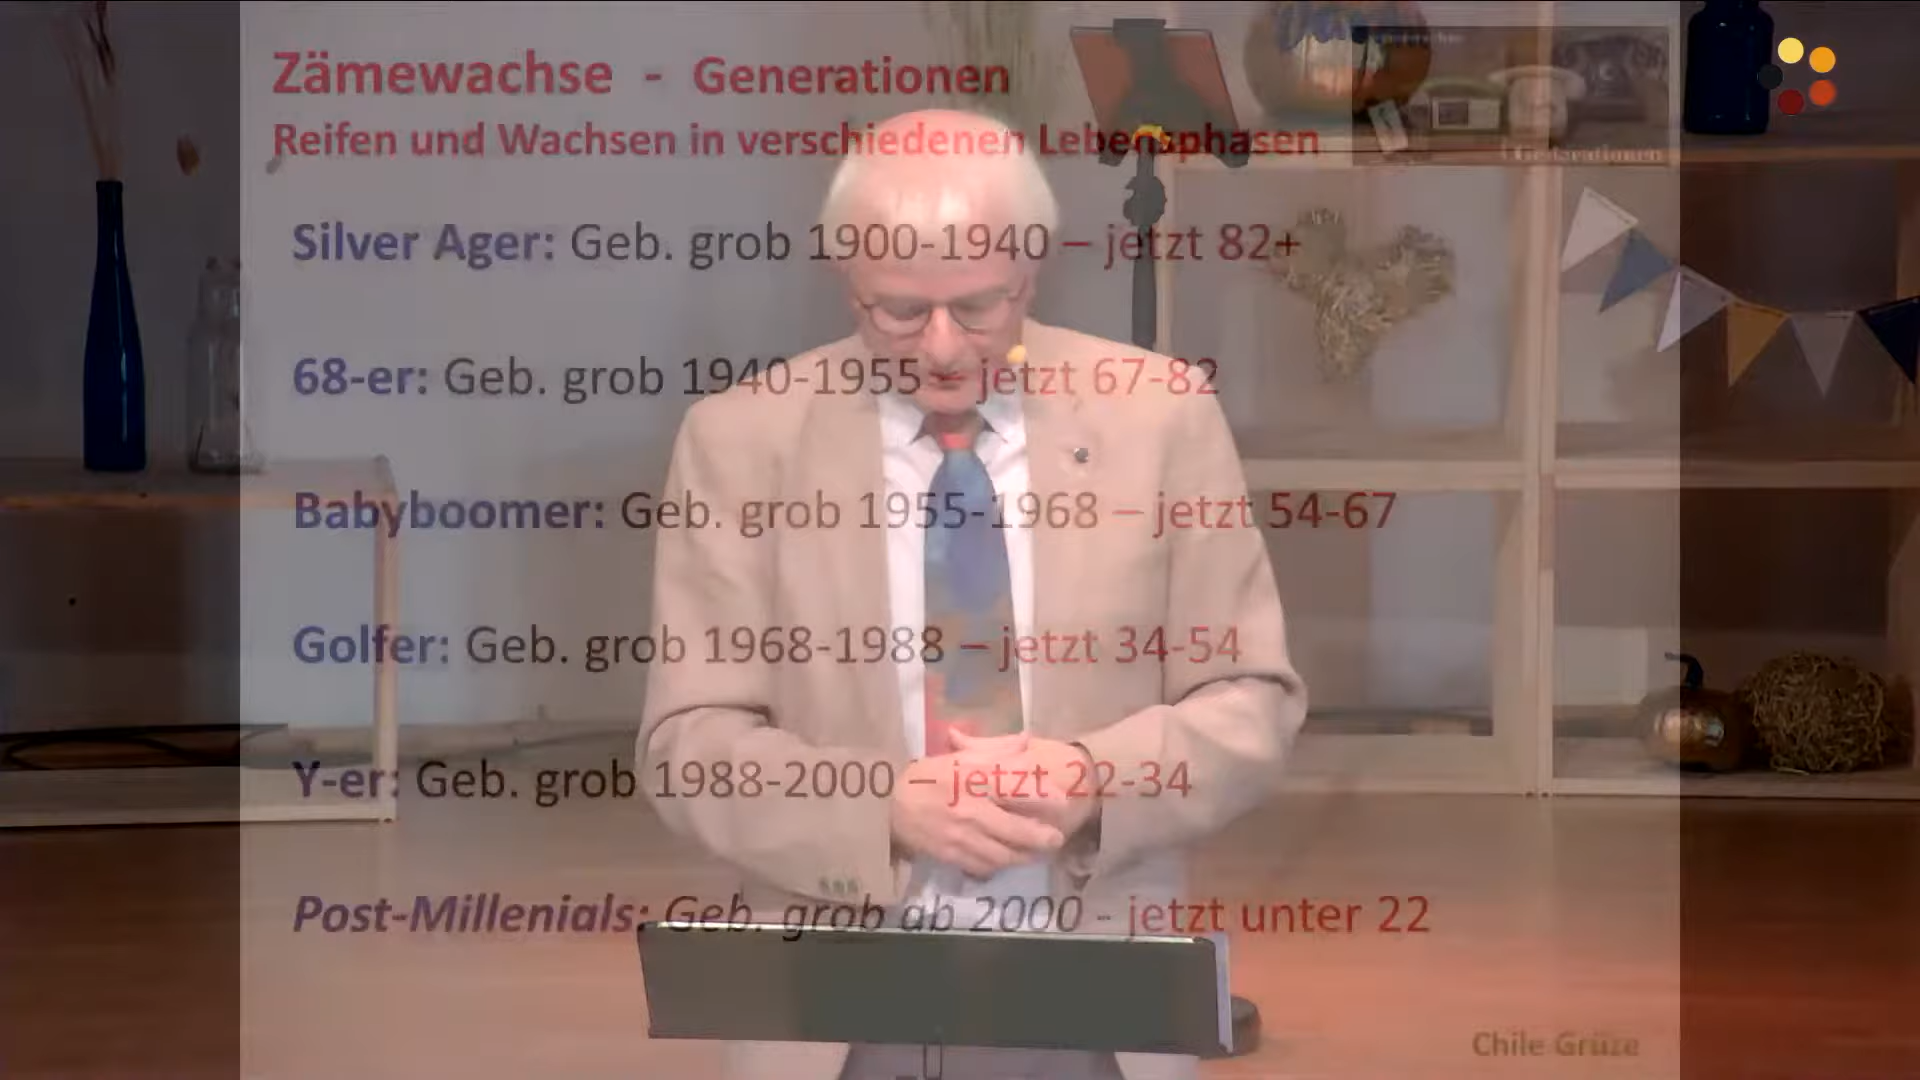 Zämewachse - Generationen
Reifen und Wachsen in verschiedenen Lebensphasen
Generationen
Silver Ager: Geb. grob 1900-1940 – jetzt 82+
68-er: Geb. grob 1940-1955 – jetzt 67-82
Babyboomer: Geb. grob 1955-1968 – jetzt 54-67
Golfer: Geb. grob 1968-1988 – jetzt 34-54
Y-er: Geb. grob 1988-2000 – jetzt 22-34
Post-Millenials: Geb. grob ab 2000 - jetzt unter 22
Chile Grüze